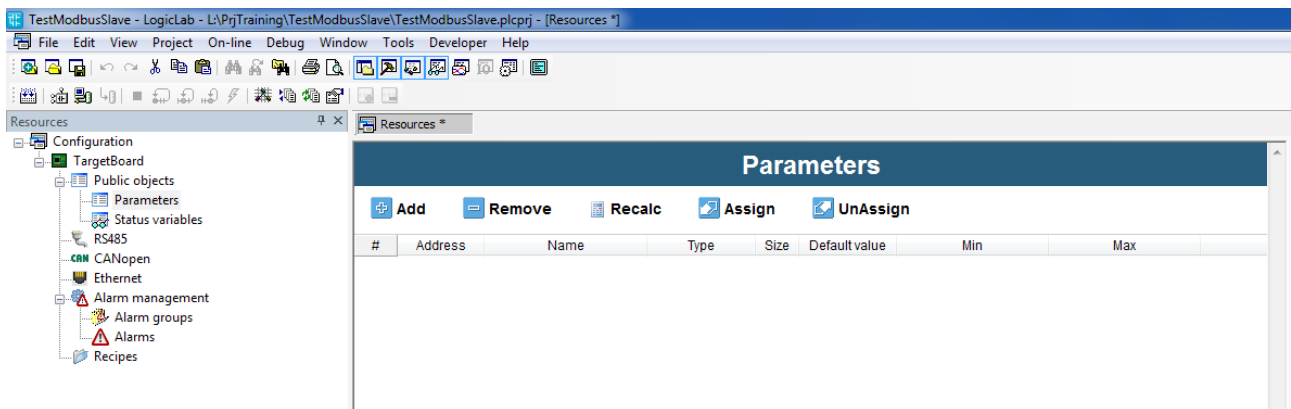 TestModbusSlave - LogicLab - L:\PrjTraining\TestModbusSlave\TestModbusSlave.plcprj - [Resources *]
File Edit View Project On-line Debug Window Tools Developer Help
Resources
Resources *
Configuration
TargetBoard
Public objects
Parameters
Status variables
RS485
CAN CANopen
Ethernet
Alarm management
Alarm groups
Alarms
Recipes
Parameters
Add Remove Recalc Assign UnAssign
# Address Name Type Size Default value Min Max